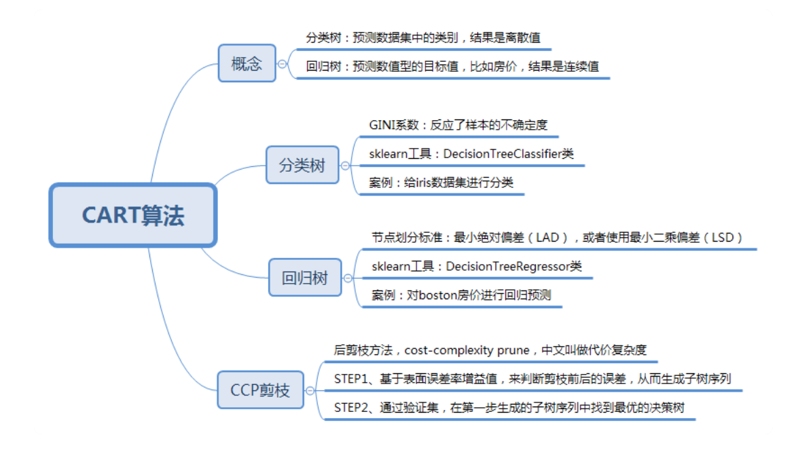 CART算法
概念
分类树：预测数据集中的类别，结果是离散值
回归树：预测数值型的目标值，比如房价，结果是连续值
分类树
GINI系数：反应了样本的不确定度
sklearn工具：DecisionTreeClassifier类
案例：给iris数据集进行分类
回归树
节点划分标准：最小绝对偏差（LAD），或者使用最小二乘偏差（LSD）
sklearn工具：DecisionTreeRegressor类
案例：对boston房价进行回归预测
CCP剪枝
后剪枝方法，cost-complexity prune，中文叫做代价复杂度
STEP1、基于表面误差率增益值，来判断剪枝前后的误差，从而生成子树序列
STEP2、通过验证集，在第一步生成的子树序列中找到最优的决策树